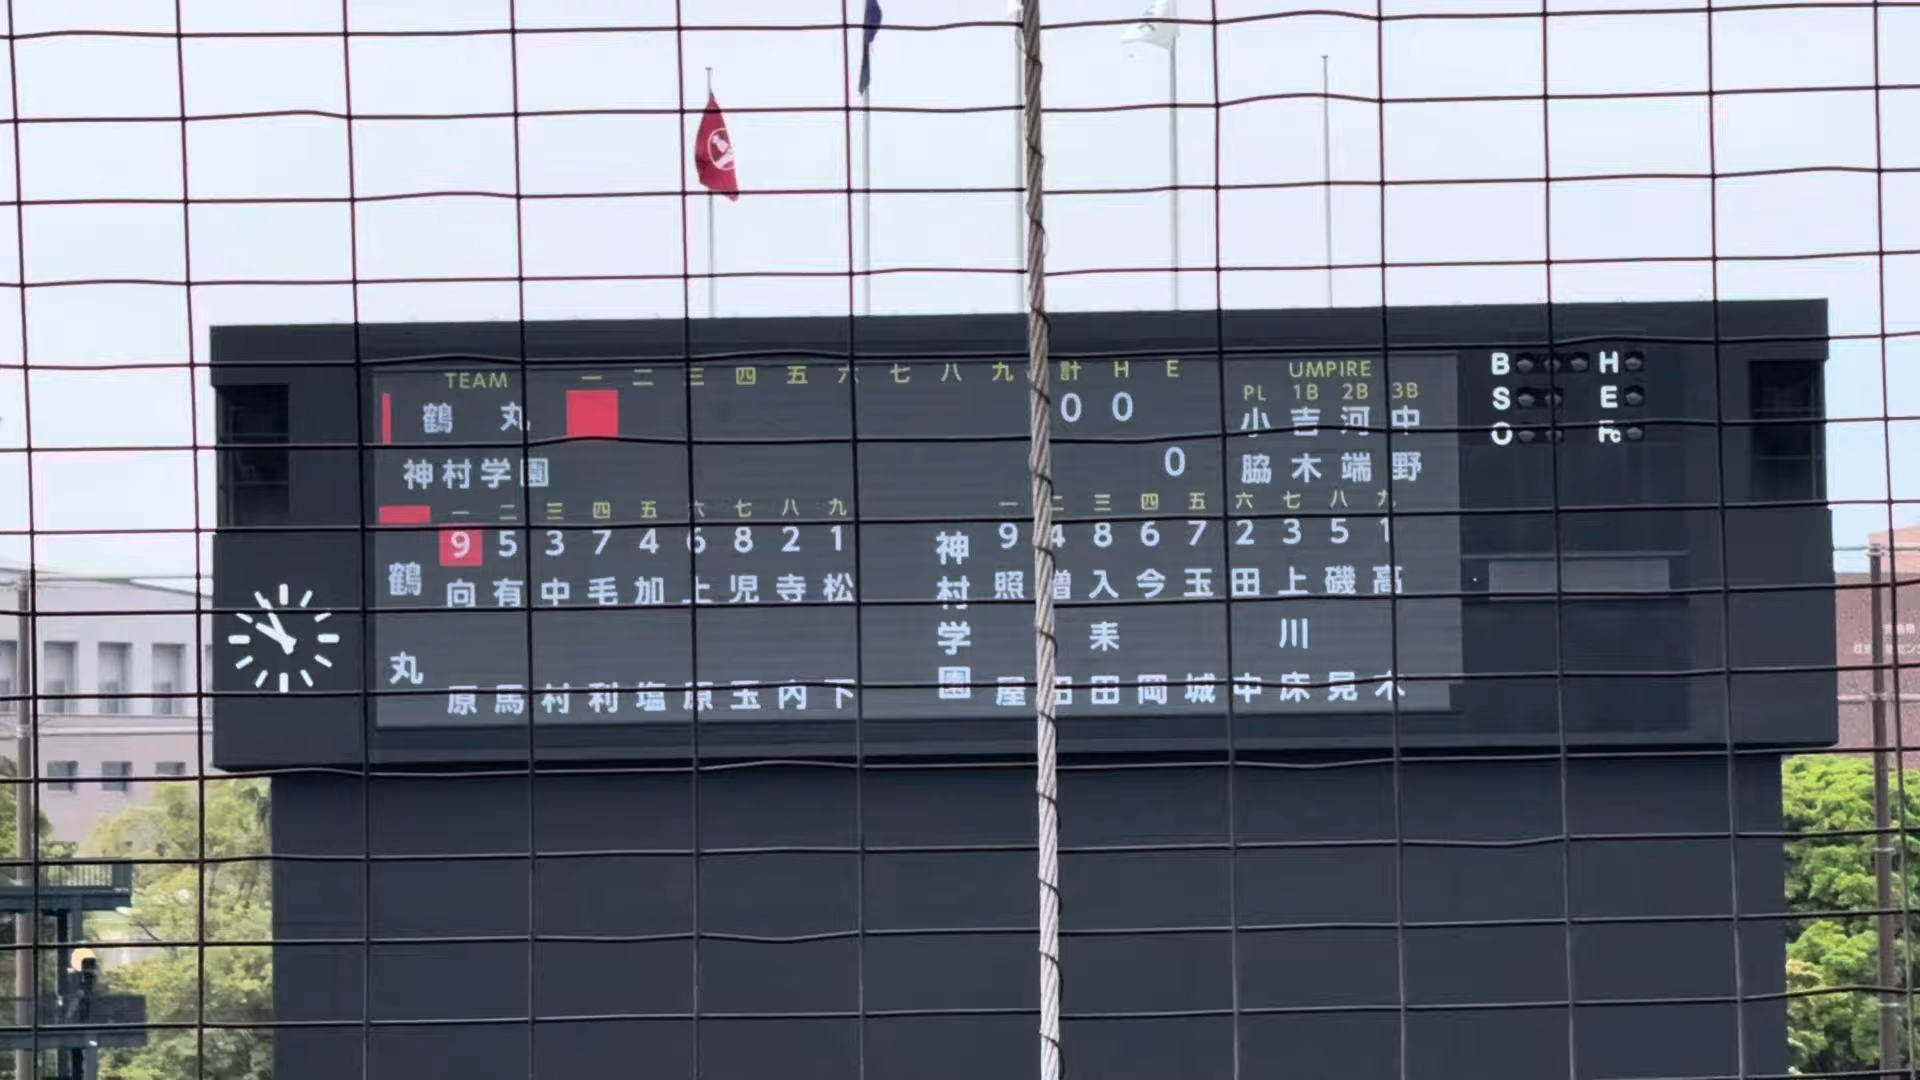 TEAM 一 二 三 四 五 六 七 八 九 計 H E UMPIRE
PL 1B 2B 3B
鶴 丸 0 0 小 吉 河 中
神村学園 0 脇 木 端 野
B H
S E
O Fc
一 二 三 四 五 六 七 八 九
鶴丸
9 5 3 7 4 6 8 2 1
向原 有馬 中村 毛利 加塩 上原 児玉 寺内 松下
一 二 三 四 五 六 七 八 九
神村学園
9 4 8 6 7 2 3 5 1
照屋 増田 入耒田 今岡 玉城 田中 上川床 磯見 高木